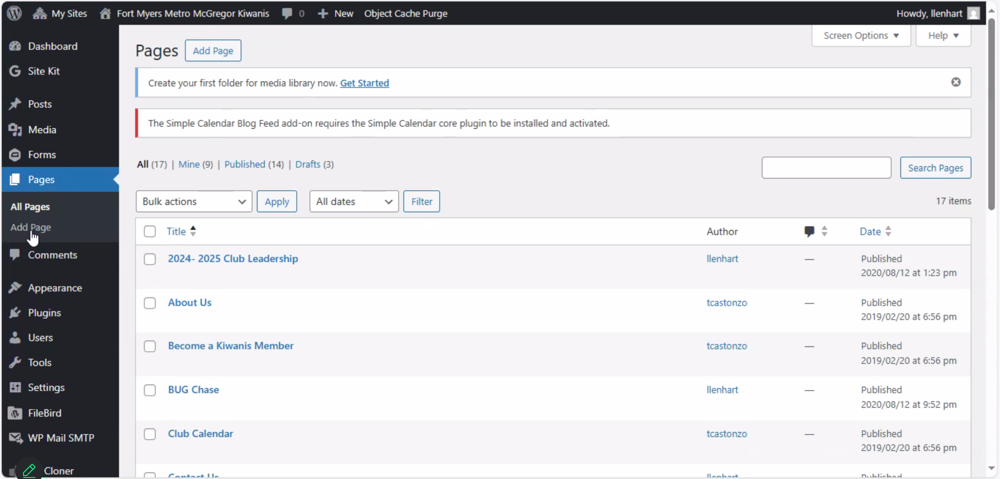 My Sites Fort Myers Metro McGregor Kiwanis 0 New Object Cache Purge Howdy, llenhart
Dashboard
Site Kit
Posts
Media
Forms
Pages
All Pages
Add Page
Comments
Appearance
Plugins
Users
Tools
Settings
FileBird
WP Mail SMTP
Cloner
Screen Options Help
Pages Add Page
Create your first folder for media library now. Get Started
The Simple Calendar Blog Feed add-on requires the Simple Calendar core plugin to be installed and activated.
All (17) | Mine (9) | Published (14) | Drafts (3)
Search Pages
Bulk actions Apply All dates Filter 17 items
Title Author Date
2024- 2025 Club Leadership llenhart — Published
2020/08/12 at 1:23 pm
About Us tcastonzo — Published
2019/02/20 at 6:56 pm
Become a Kiwanis Member tcastonzo — Published
2019/02/20 at 6:56 pm
BUG Chase llenhart — Published
2020/08/12 at 9:52 pm
Club Calendar tcastonzo — Published
2019/02/20 at 6:56 pm
Contact Us llenhart Published